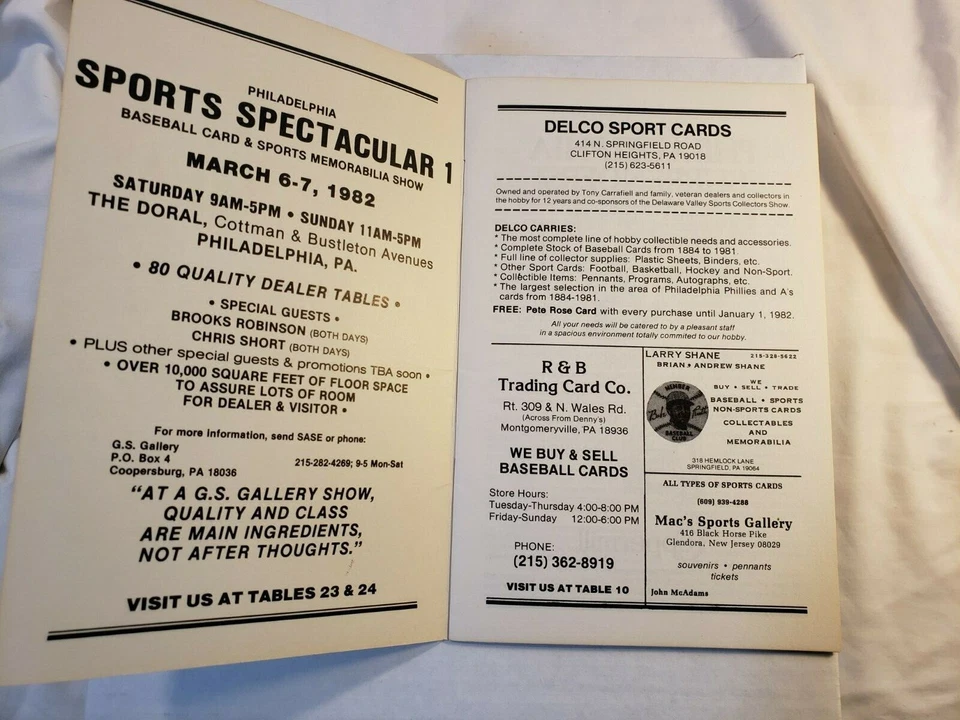 PHILADELPHIA
SPORTS SPECTACULAR 1
BASEBALL CARD & SPORTS MEMORABILIA SHOW
MARCH 6-7, 1982
SATURDAY 9AM-5PM • SUNDAY 11AM-5PM
THE DORAL, Cottman & Bustleton Avenues
PHILADELPHIA, PA.
• 80 QUALITY DEALER TABLES •
• SPECIAL GUESTS •
BROOKS ROBINSON (BOTH DAYS)
CHRIS SHORT (BOTH DAYS)
• PLUS other special guests & promotions TBA soon •
• OVER 10,000 SQUARE FEET OF FLOOR SPACE
TO ASSURE LOTS OF ROOM
FOR DEALER & VISITOR •
For more information, send SASE or phone:
G.S. Gallery
P.O. Box 4
Coopersburg, PA 18036
215-282-4269; 9-5 Mon-Sat
"AT A G.S. GALLERY SHOW,
QUALITY AND CLASS
ARE MAIN INGREDIENTS,
NOT AFTER THOUGHTS."
VISIT US AT TABLES 23 & 24
DELCO SPORT CARDS
414 N. SPRINGFIELD ROAD
CLIFTON HEIGHTS, PA 19018
(215) 623-5611
Owned and operated by Tony Carrafiell and family, veteran dealers and collectors in
the hobby for 12 years and co-sponsors of the Delaware Valley Sports Collectors Show.
DELCO CARRIES:
* The most complete line of hobby collectible needs and accessories.
* Complete Stock of Baseball Cards from 1884 to 1981.
* Full line of collector supplies: Plastic Sheets, Binders, etc.
* Other Sport Cards: Football, Basketball, Hockey and Non-Sport.
* Collectible Items: Pennants, Programs, Autographs, etc.
* The largest selection in the area of Philadelphia Phillies and A's
cards from 1884-1981.
FREE: Pete Rose Card with every purchase until January 1, 1982.
All your needs will be catered to by a pleasant staff
in a spacious environment totally commited to our hobby.
R & B
Trading Card Co.
Rt. 309 & N. Wales Rd.
(Across From Denny's)
Montgomeryville, PA 18936
WE BUY & SELL
BASEBALL CARDS
Store Hours:
Tuesday-Thursday 4:00-8:00 PM
Friday-Sunday 12:00-6:00 PM
PHONE:
(215) 362-8919
VISIT US AT TABLE 10
LARRY SHANE 215-328-5622
BRIAN • ANDREW SHANE
MEMBER
Babe Ruth
BASEBALL
CLUB
WE
BUY • SELL • TRADE
BASEBALL • SPORTS
NON-SPORTS CARDS
COLLECTABLES
AND
MEMORABILIA
318 HEMLOCK LANE
SPRINGFIELD, PA 19064
ALL TYPES OF SPORTS CARDS
(609) 939-4288
Mac's Sports Gallery
416 Black Horse Pike
Glendora, New Jersey 08029
souvenirs • pennants
tickets
John McAdams